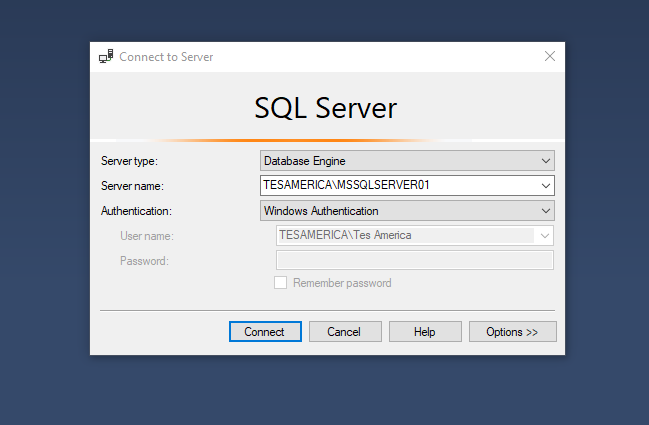 Connect to Server
SQL Server
Server type: Database Engine
Server name: TESAMERICA\MSSQLSERVER01
Authentication: Windows Authentication
User name: TESAMERICA\Tes America
Password:
Remember password
Connect Cancel Help Options >>